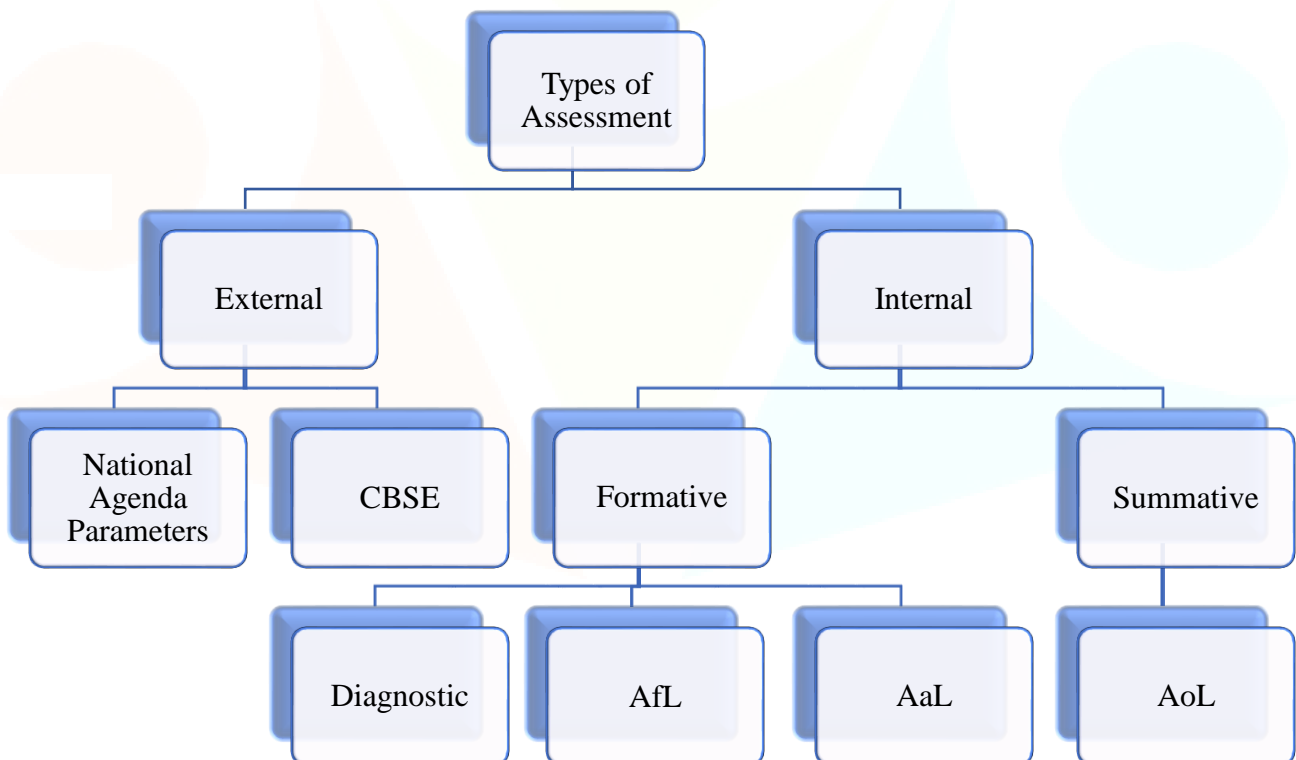 Types of
Assessment
External
Internal
National
Agenda
Parameters
CBSE
Formative
Summative
Diagnostic
AfL
AaL
AoL